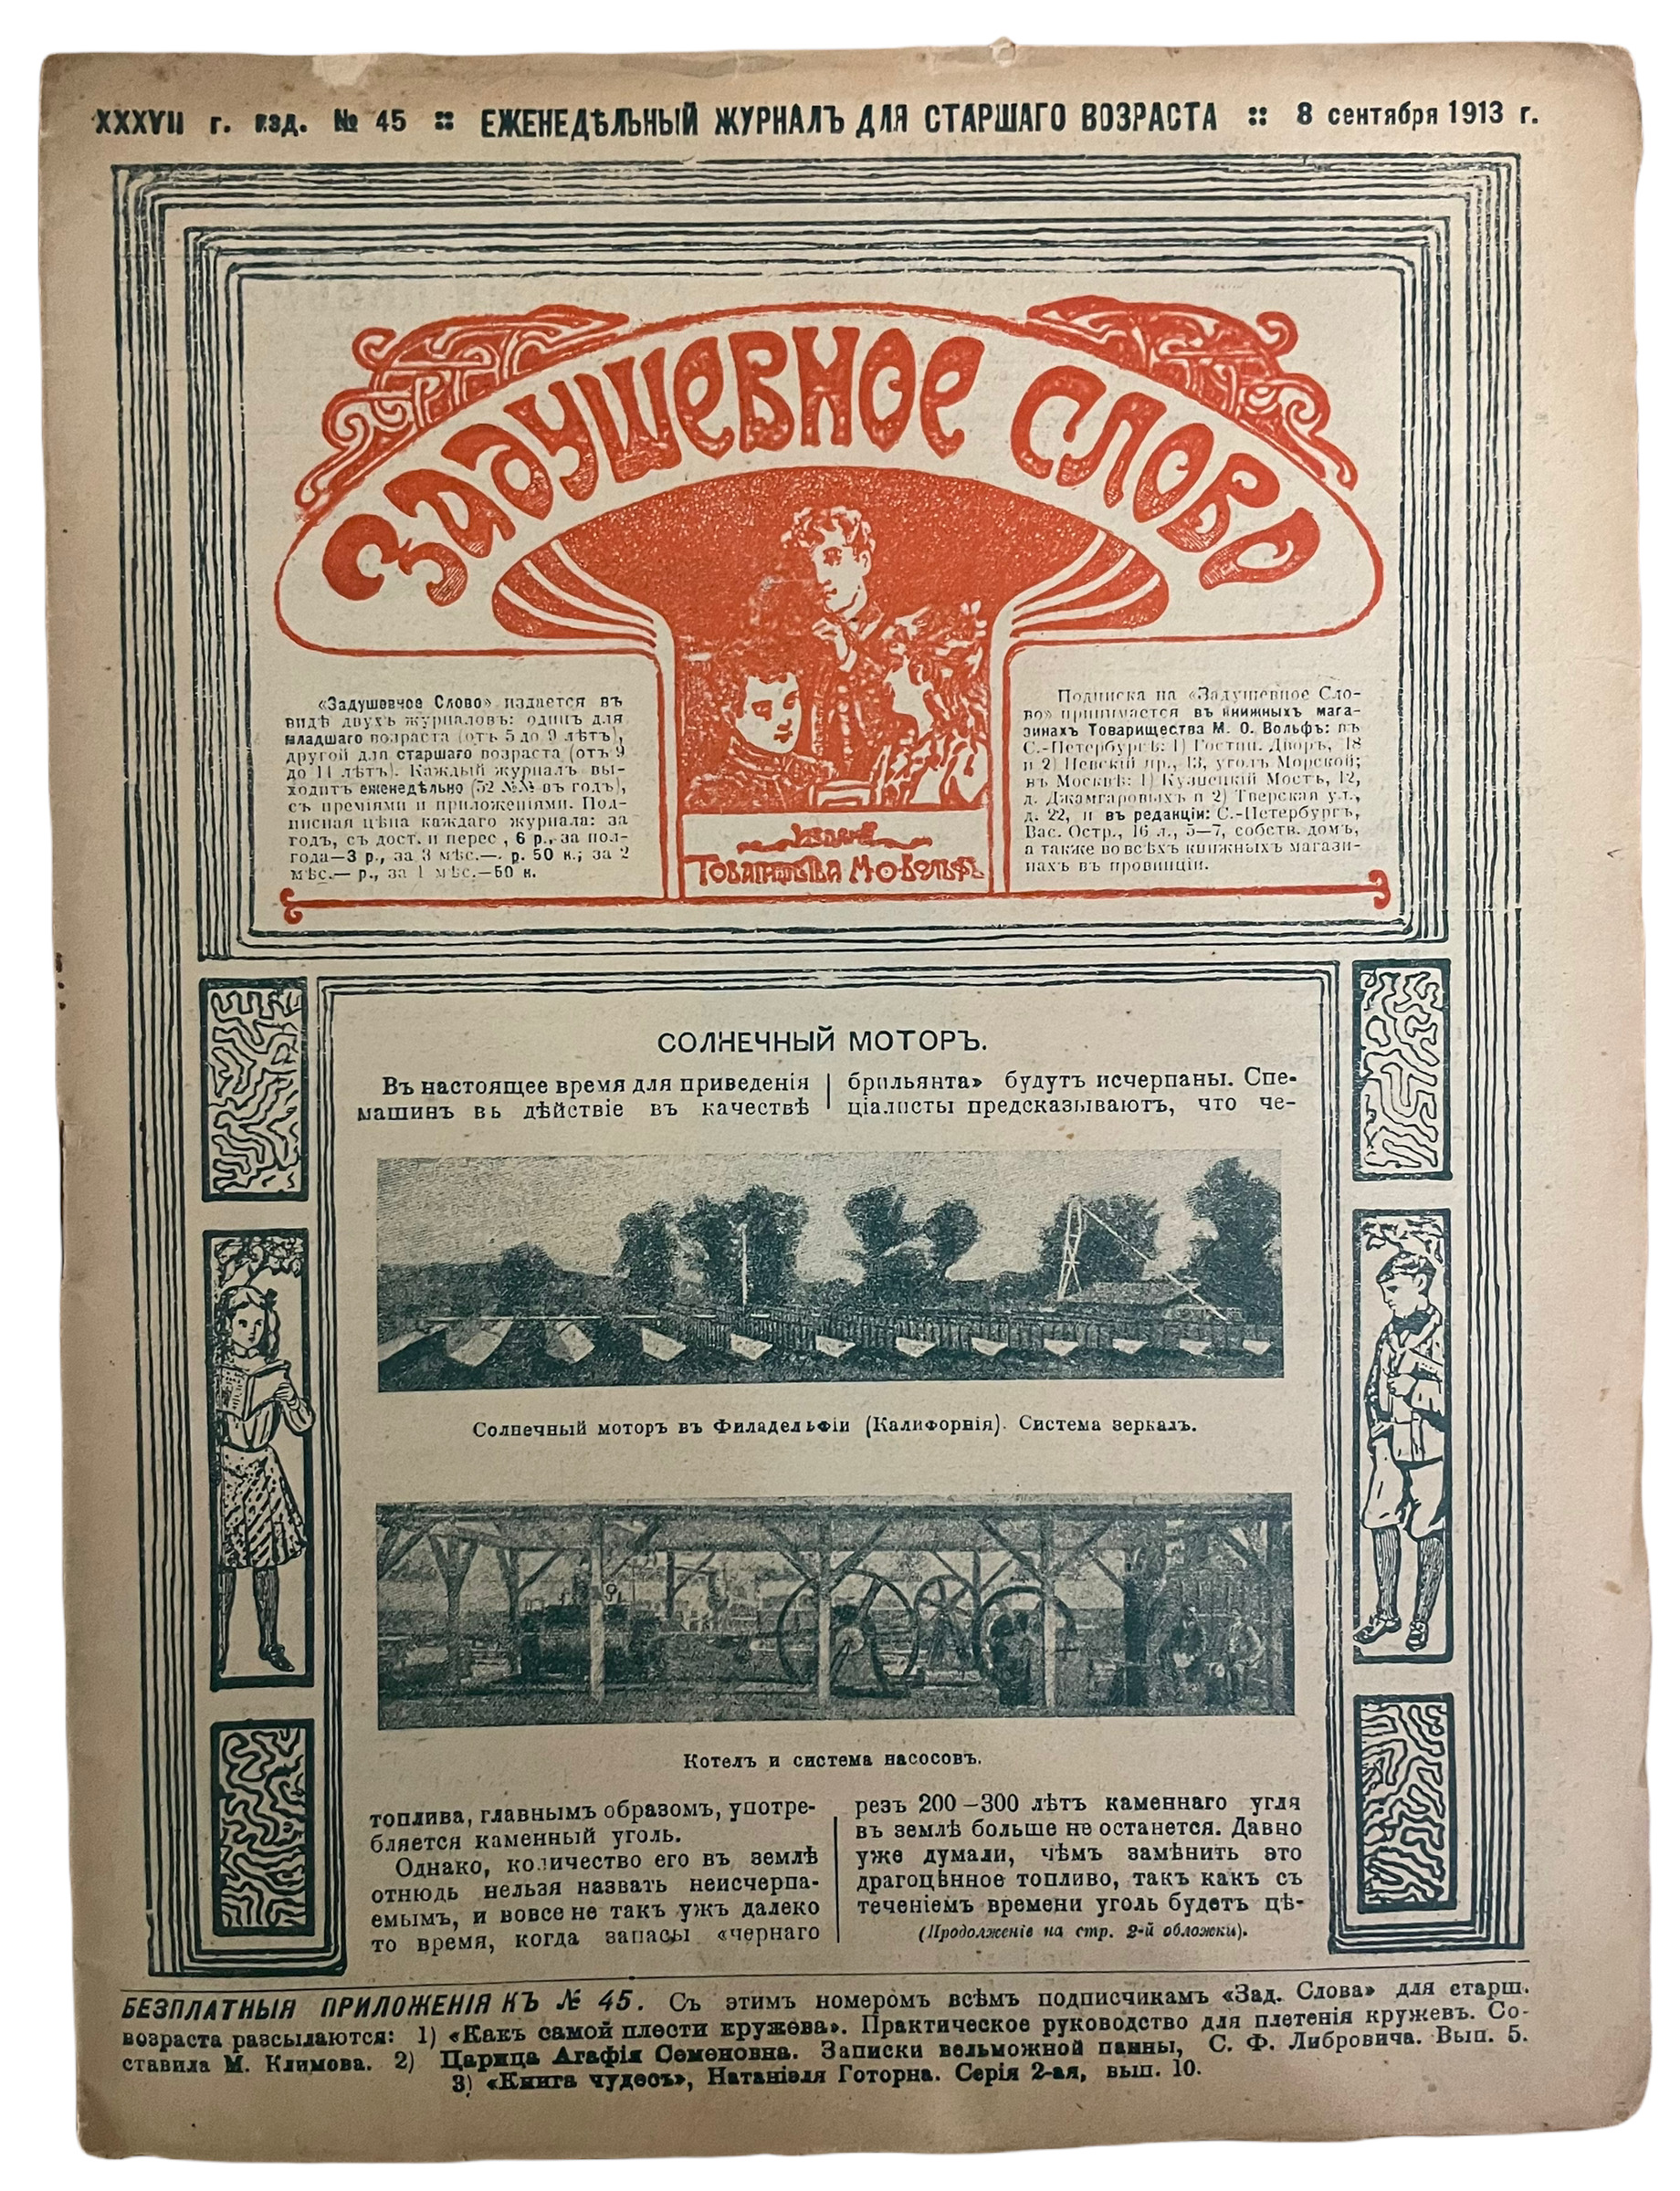 XXXVII г. изд. № 45 :: ЕЖЕНЕДѢЛЬНЫЙ ЖУРНАЛЪ ДЛЯ СТАРШАГО ВОЗРАСТА :: 8 сентября 1913 г.
ЗАДУШЕВНОЕ СЛОВО
«Задушевное Слово» издается въ
видѣ двухъ журналовъ: одинъ для
младшаго возраста (отъ 5 до 9 лѣтъ),
другой для старшаго возраста (отъ 9
до 14 лѣтъ). Каждый журналъ вы-
ходитъ еженедѣльно (52 №№ въ годъ),
съ преміями и приложеніями. Под-
писная цѣна каждаго журнала: за
годъ, съ дост. и перес., 6 р., за пол-
года—3 р., за 3 мѣс.—. р. 50 к.; за 2
мѣс.— р., за 1 мѣс.—60 к.
Подписка на «Задушевное Сло-
во» принимается въ книжныхъ мага-
зинахъ Товарищества М. О. Вольфъ: въ
С.-Петербургѣ: 1) Гостин. Дворъ, 18
и 2) Невскій пр., 13, уголъ Морской;
въ Москвѣ: 1) Кузнецкій Мостъ, 12,
д. Джамгаровыхъ и 2) Тверская ул.,
д. 22, и въ редакціи: С.-Петербургъ,
Вас. Остр., 16 л., 5—7, собств. домъ,
а также во всѣхъ книжныхъ магази-
нахъ въ провинціи.
Изданіе
Товарищества М.О.Вольфъ
СОЛНЕЧНЫЙ МОТОРЪ.
Въ настоящее время для приведенія
машинъ въ дѣйствіе въ качествѣ
Солнечный моторъ въ Филадельфіи (Калифорнія). Система зеркалъ.
Котелъ и система насосовъ.
топлива, главнымъ образомъ, употре-
бляется каменный уголь.
Однако, количество его въ землѣ
отнюдь нельзя назвать неисчерпа-
емымъ, и вовсе не такъ ужъ далеко
то время, когда запасы «чернаго
брильянта» будутъ исчерпаны. Спе-
ціалисты предсказываютъ, что че-
резъ 200—300 лѣтъ каменнаго угля
въ землѣ больше не останется. Давно
уже думали, чѣмъ замѣнить это
драгоцѣнное топливо, такъ какъ съ
теченіемъ времени уголь будетъ цѣ-
(Продолженіе на стр. 2-й обложки).
БЕЗПЛАТНЫЯ ПРИЛОЖЕНІЯ КЪ № 45. Съ этимъ номеромъ всѣмъ подписчикамъ «Зад. Слова» для старш.
возраста разсылаются: 1) «Какъ самой плести кружева». Практическое руководство для плетенія кружевъ. Со-
ставила М. Климова. 2) Царица Агафія Семеновна. Записки вельможной панны, С. Ф. Либровича. Вып. 5.
3) «Книга чудесъ», Натаніэля Готорна. Серія 2-ая, вып. 10.